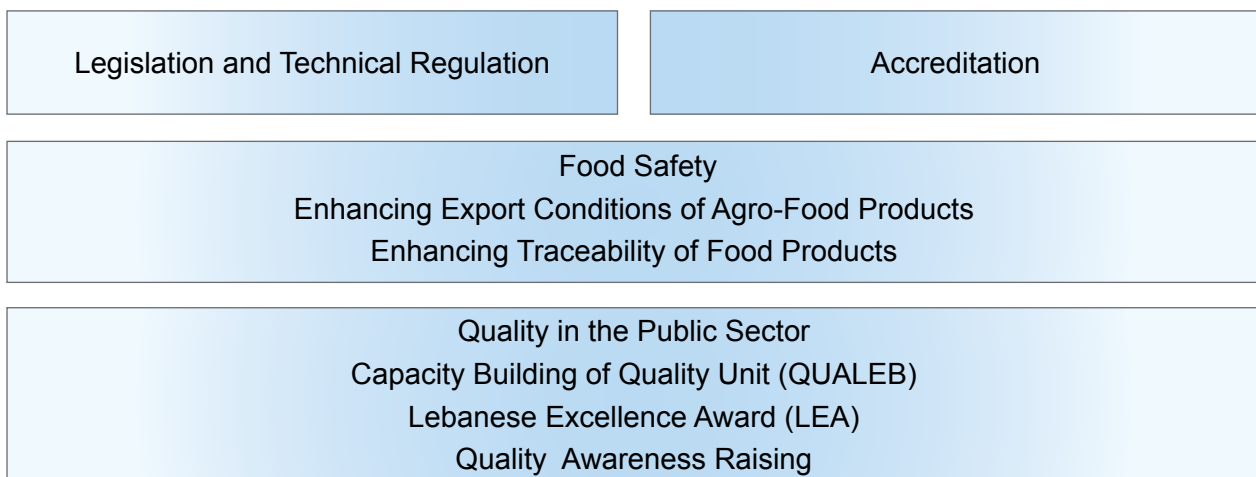 Legislation and Technical Regulation
Accreditation
Food Safety
Enhancing Export Conditions of Agro-Food Products
Enhancing Traceability of Food Products
Quality in the Public Sector
Capacity Building of Quality Unit (QUALEB)
Lebanese Excellence Award (LEA)
Quality  Awareness Raising